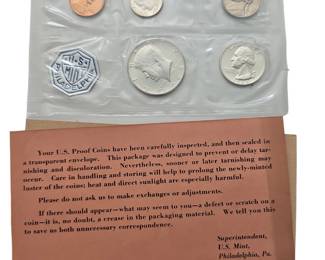 U.S.
MINT
PHILADELPHIA
Your U.S. Proof Coins have been carefully inspected, and then sealed in
a transparent envelope. This package was designed to prevent or delay tar-
nishing and discoloration. Nevertheless, sooner or later tarnishing may
occur. Care in handling and storing will help to prolong the newly-minted
luster of the coins; heat and direct sunlight are especially harmful.
Please do not ask us to make exchanges or adjustments.
If there should appear—what may seem to you—a defect or scratch on
a coin—it is, no doubt, a crease in the packaging material. We tell you this
to save us both unnecessary correspondence.
Superintendent,
U.S. Mint,
Philadelphia, Pa.